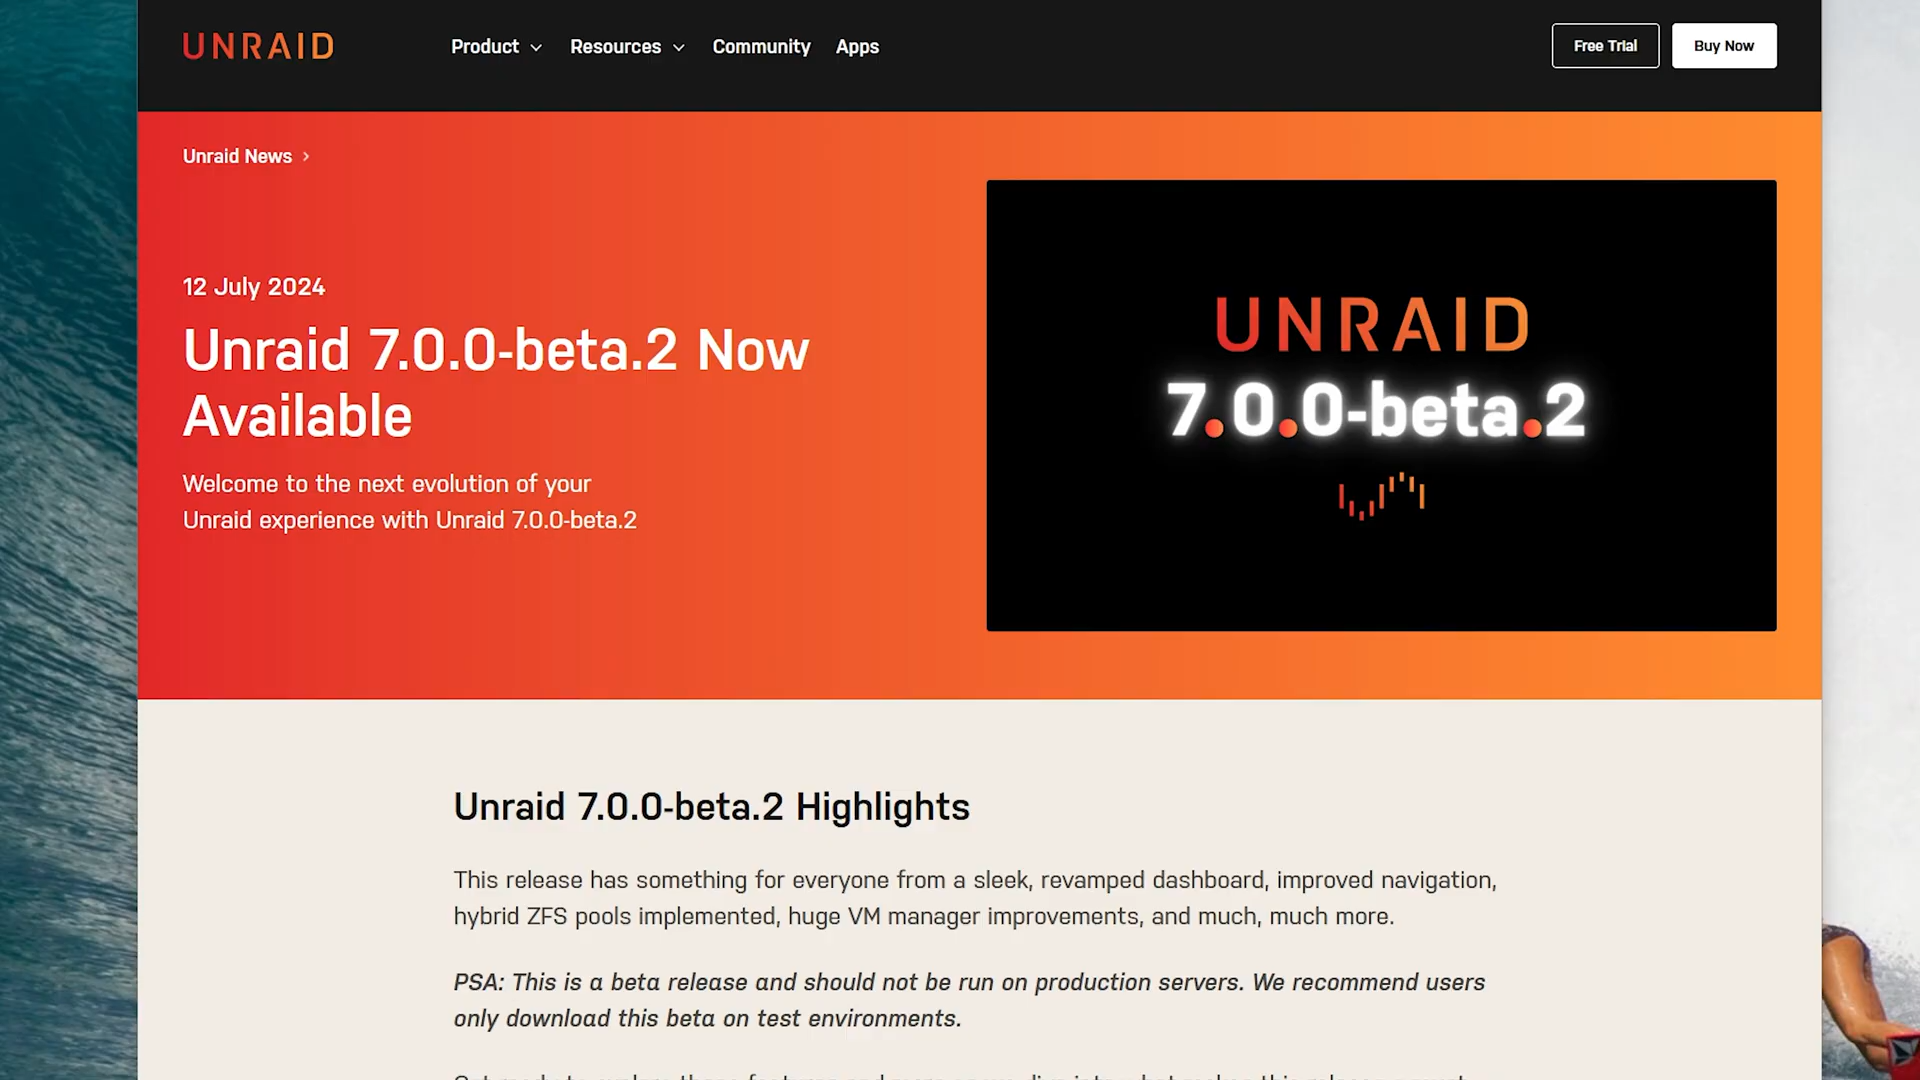 UNRAID
Product
Resources
Community
Apps
Free Trial
Buy Now
Unraid News
12 July 2024
Unraid 7.0.0-beta.2 Now
Available
Welcome to the next evolution of your
Unraid experience with Unraid 7.0.0-beta.2
UNRAID
7.0.0-beta.2
Unraid 7.0.0-beta.2 Highlights
This release has something for everyone from a sleek, revamped dashboard, improved navigation,
hybrid ZFS pools implemented, huge VM manager improvements, and much, much more.
PSA: This is a beta release and should not be run on production servers. We recommend users
only download this beta on test environments.